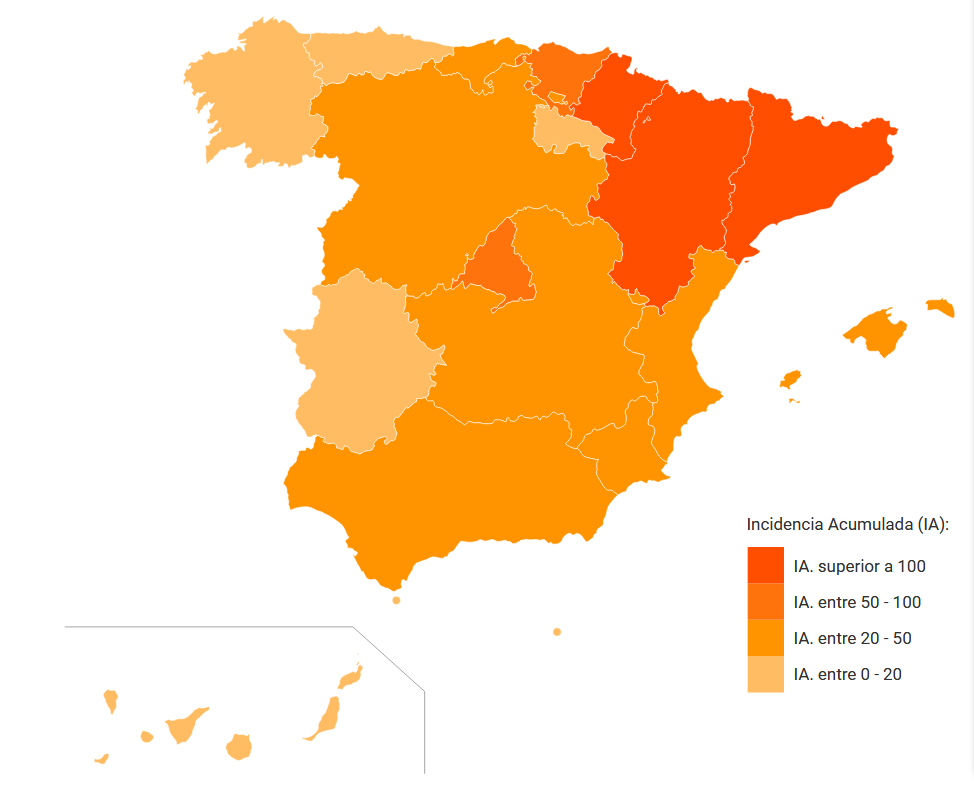 Incidencia Acumulada (IA):
IA. superior a 100
IA. entre 50 - 100
IA. entre 20 - 50
IA. entre 0 - 20